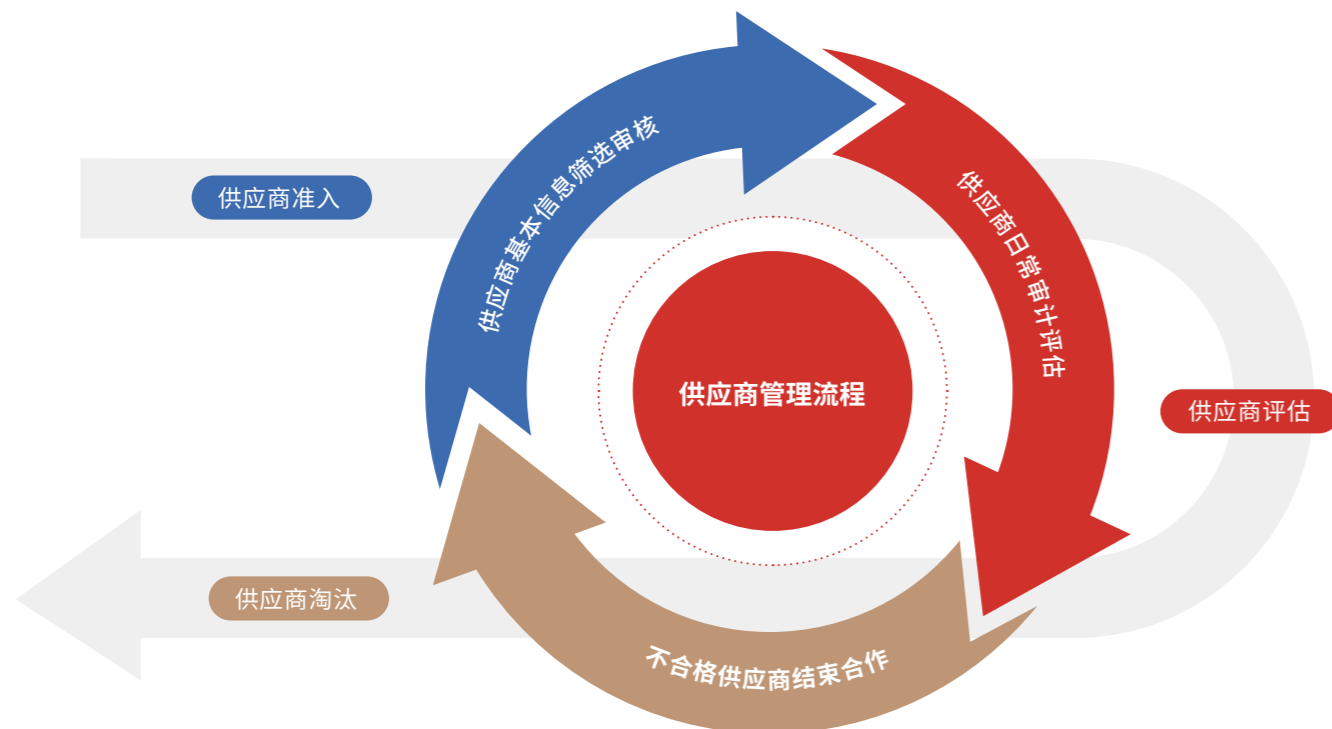 供应商准入
供应商基本信息筛选审核
供应商日常审计评估
供应商管理流程
供应商评估
供应商淘汰
不合格供应商结束合作